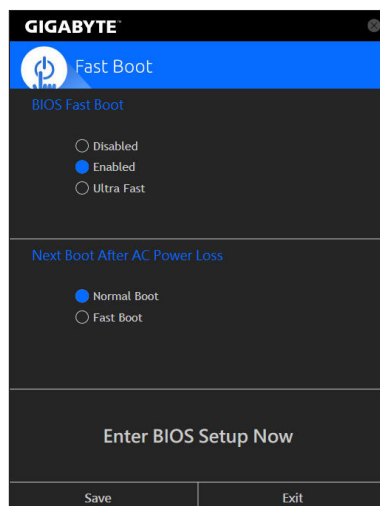 GIGABYTE™
Fast Boot
BIOS Fast Boot
Disabled
Enabled
Ultra Fast
Next Boot After AC Power Loss
Normal Boot
Fast Boot
Enter BIOS Setup Now
Save Exit